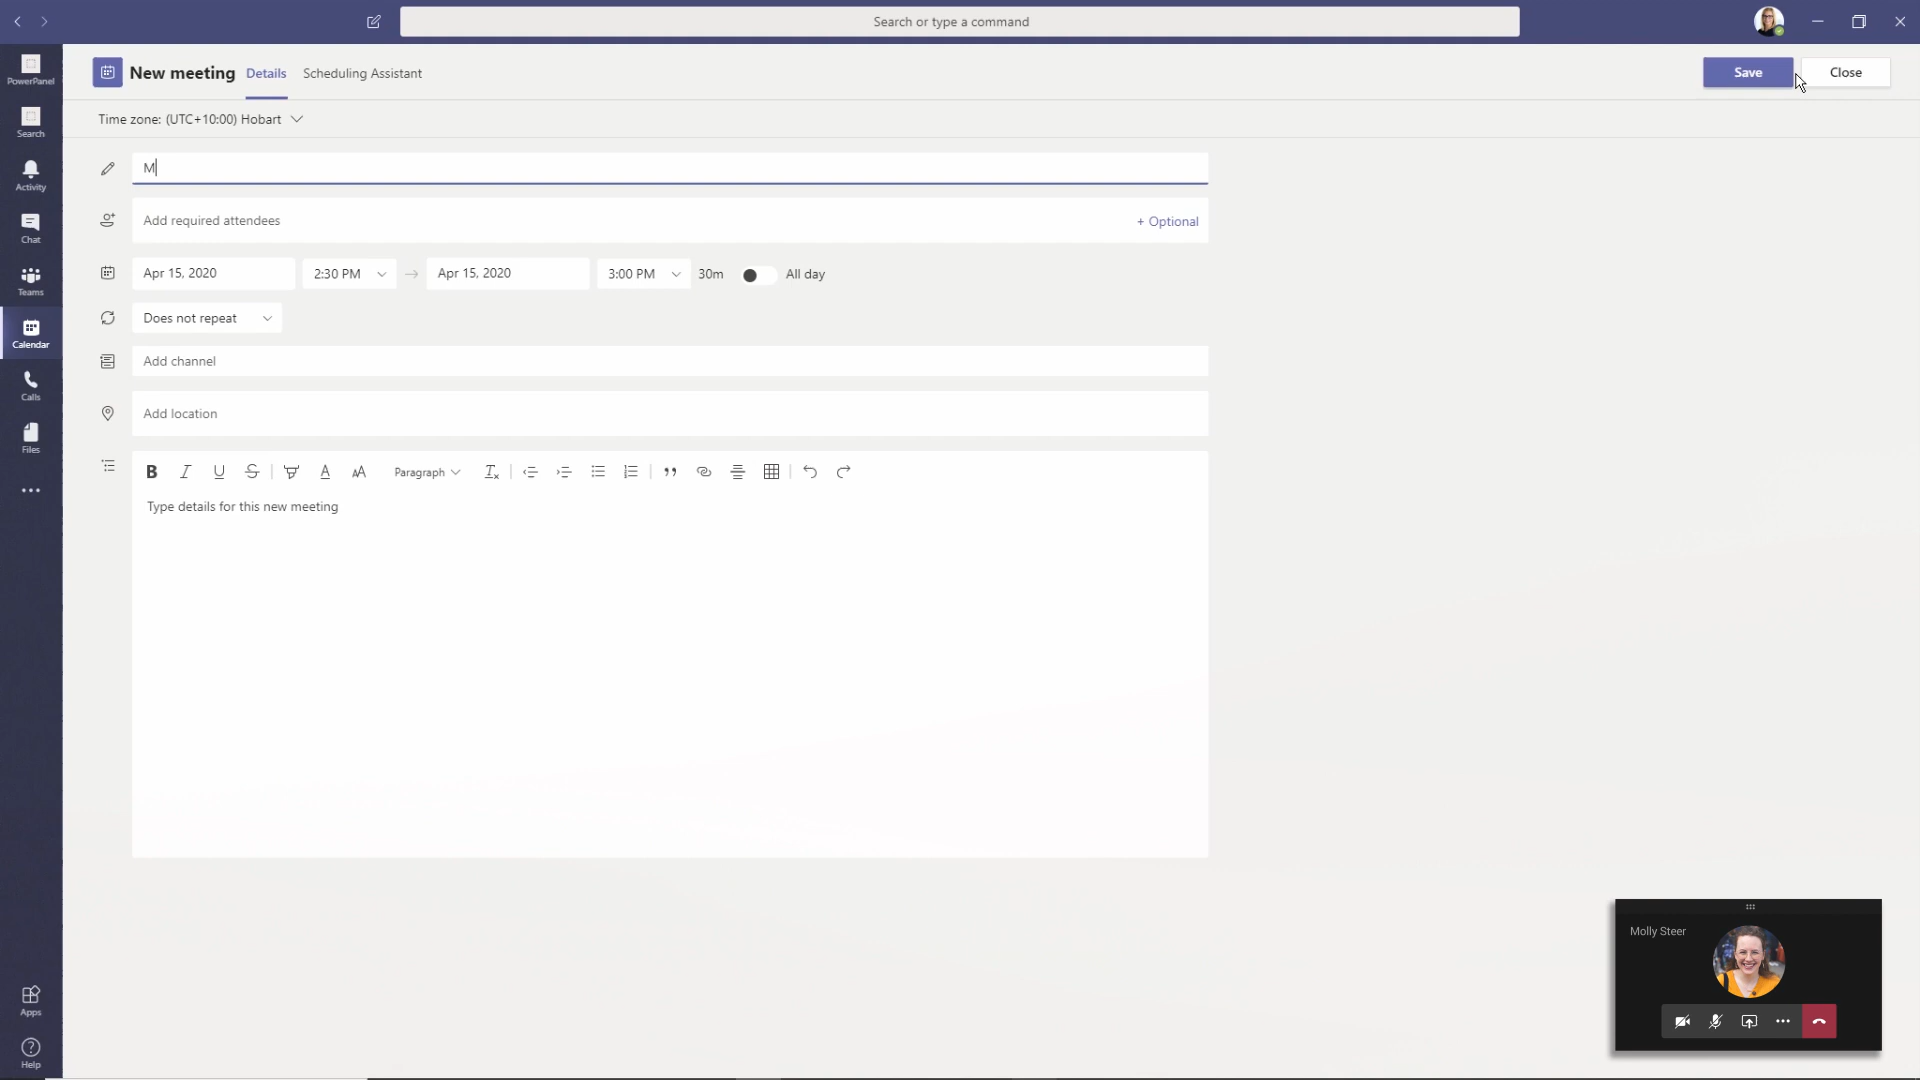 Search or type a command
PowerPanel
Search
Activity
Chat
Teams
Calendar
Calls
Files
Apps
Help
New meeting Details Scheduling Assistant
Save Close
Time zone: (UTC+10:00) Hobart
M
Add required attendees + Optional
Apr 15, 2020 2:30 PM → Apr 15, 2020 3:00 PM 30m All day
Does not repeat
Add channel
Add location
B I U S A AA Paragraph
Type details for this new meeting
Molly Steer